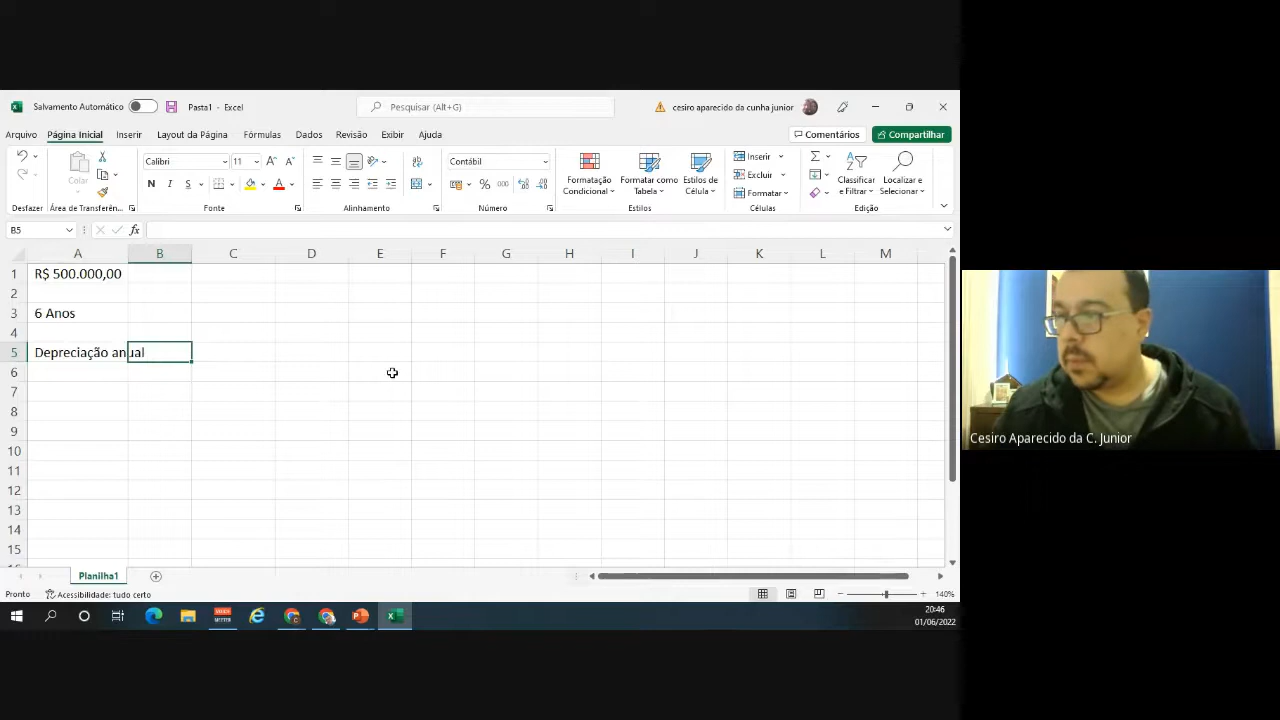 Salvamento Automático
Pasta1 - Excel
Pesquisar (Alt+G)
cesiro aparecido da cunha junior
Arquivo Página Inicial Inserir Layout da Página Fórmulas Dados Revisão Exibir Ajuda
Comentários Compartilhar
Colar
Calibri 11
N I S
Contábil
% 000
Formatação Condicional
Formatar como Tabela
Estilos de Célula
Inserir
Excluir
Formatar
Classificar e Filtrar
Localizar e Selecionar
Desfazer Área de Transferên... Fonte Alinhamento Número Estilos Células Edição
B5 fx
A B C D E F G H I J K L M
1 R$ 500.000,00
2
3 6 Anos
4
5 Depreciação anual
6
7
8
9
10
11
12
13
14
15
Planilha1
Pronto Acessibilidade: tudo certo 140%
20:46
01/06/2022
Cesiro Aparecido da C. Junior